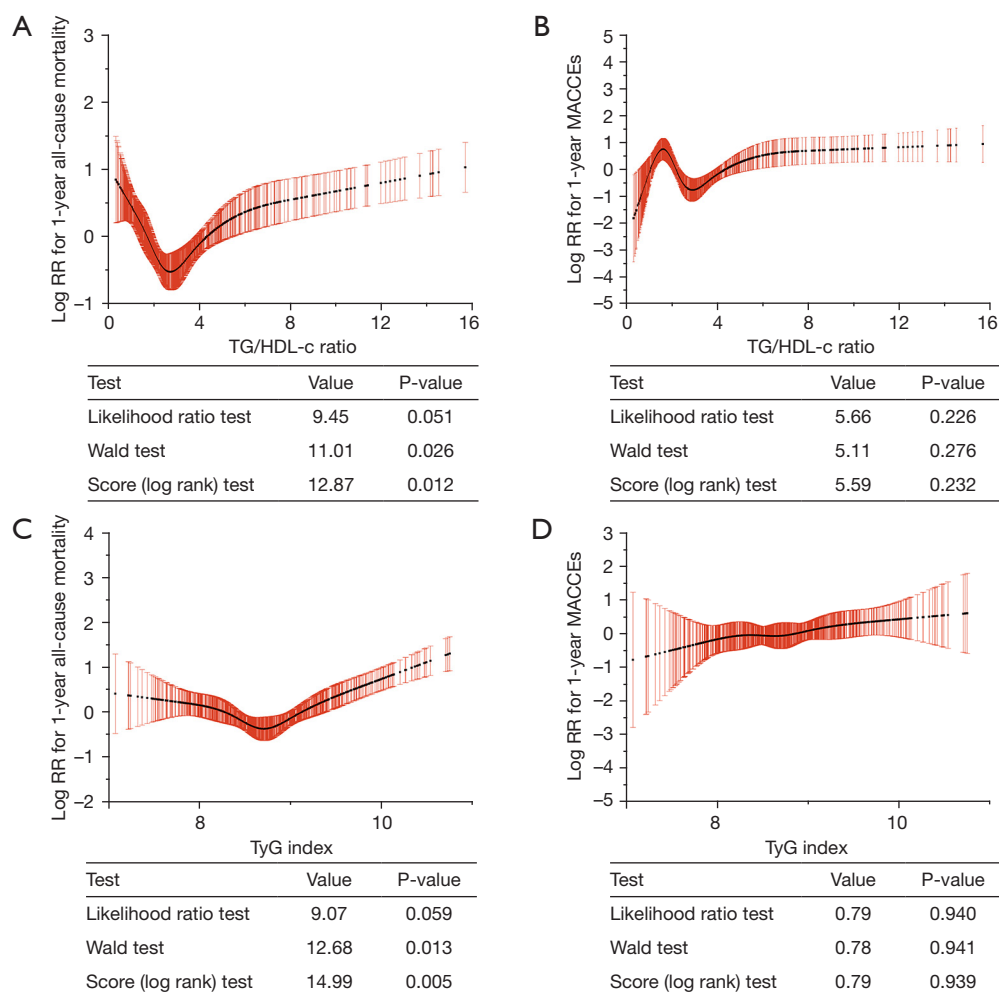 A
Log RR for 1-year all-cause mortality
3
2
1
0
−1
0 4 8 12 16
TG/HDL-c ratio
Test Value P-value
Likelihood ratio test 9.45 0.051
Wald test 11.01 0.026
Score (log rank) test 12.87 0.012
B
Log RR for 1-year MACCEs
5
4
3
2
1
0
−1
−2
−3
−4
−5
0 4 8 12 16
TG/HDL-c ratio
Test Value P-value
Likelihood ratio test 5.66 0.226
Wald test 5.11 0.276
Score (log rank) test 5.59 0.232
C
Log RR for 1-year all-cause mortality
4
3
2
1
0
−1
−2
8 10
TyG index
Test Value P-value
Likelihood ratio test 9.07 0.059
Wald test 12.68 0.013
Score (log rank) test 14.99 0.005
D
Log RR for 1-year MACCEs
3
2
1
0
−1
−2
−3
−4
−5
8 10
TyG index
Test Value P-value
Likelihood ratio test 0.79 0.940
Wald test 0.78 0.941
Score (log rank) test 0.79 0.939